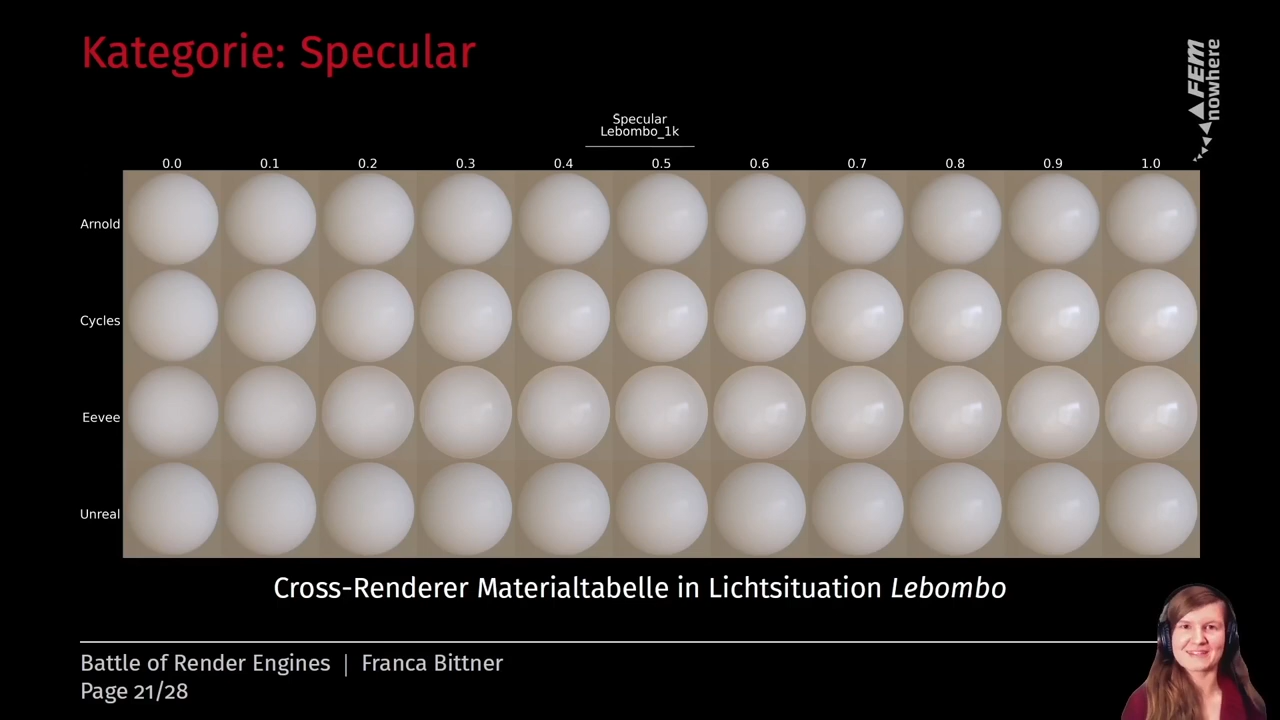 Kategorie: Specular
FEM
nowhere
Specular
Lebombo_1k
0.0 0.1 0.2 0.3 0.4 0.5 0.6 0.7 0.8 0.9 1.0
Arnold
Cycles
Eevee
Unreal
Cross-Renderer Materialtabelle in Lichtsituation Lebombo
Battle of Render Engines | Franca Bittner
Page 21/28